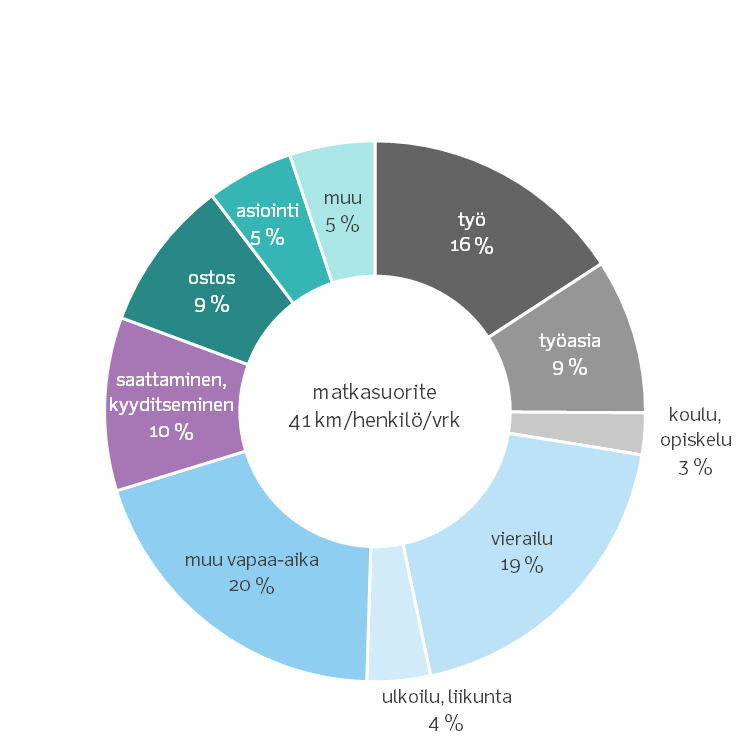 työ
16 %
työasia
9 %
koulu,
opiskelu
3 %
vierailu
19 %
ulkoilu, liikunta
4 %
muu vapaa-aika
20 %
saattaminen,
kyyditseminen
10 %
ostos
9 %
asiointi
5 %
muu
5 %
matkasuorite
41 km/henkilö/vrk